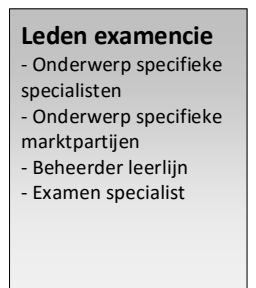 Leden examencie
- Onderwerp specifieke
specialisten
- Onderwerp specifieke
marktpartijen
- Beheerder leerlijn
- Examen specialist